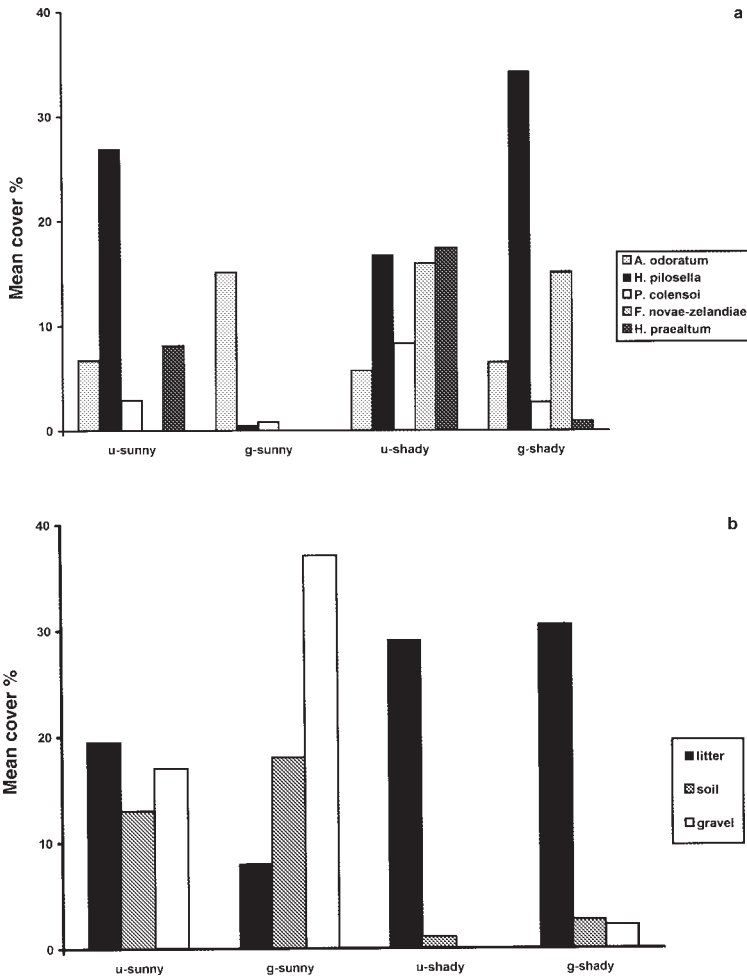 a
40
30
20
10
0
Mean cover %
u-sunny
g-sunny
u-shady
g-shady
A. odoratum
H. pilosella
P. colensoi
F. novae-zelandiae
H. praealtum
b
40
30
20
10
0
Mean cover %
u-sunny
g-sunny
u-shady
g-shady
litter
soil
gravel